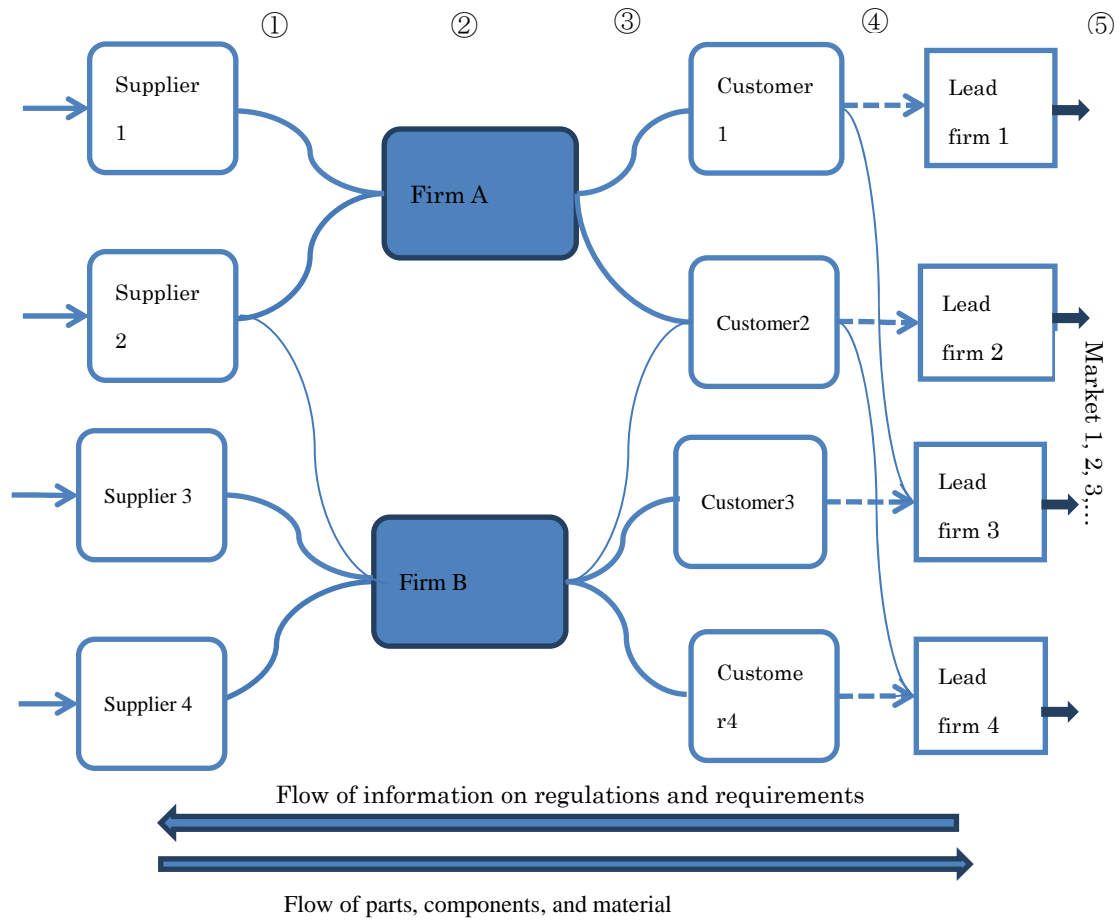 ① ② ③ ④ ⑤
Supplier
1
Firm A
Customer
1
Lead
firm 1
Supplier
2
Customer2
Lead
firm 2
Market 1, 2, 3,...
Supplier 3
Firm B
Customer3
Lead
firm 3
Supplier 4
Custome
r4
Lead
firm 4
Flow of information on regulations and requirements
Flow of parts, components, and material